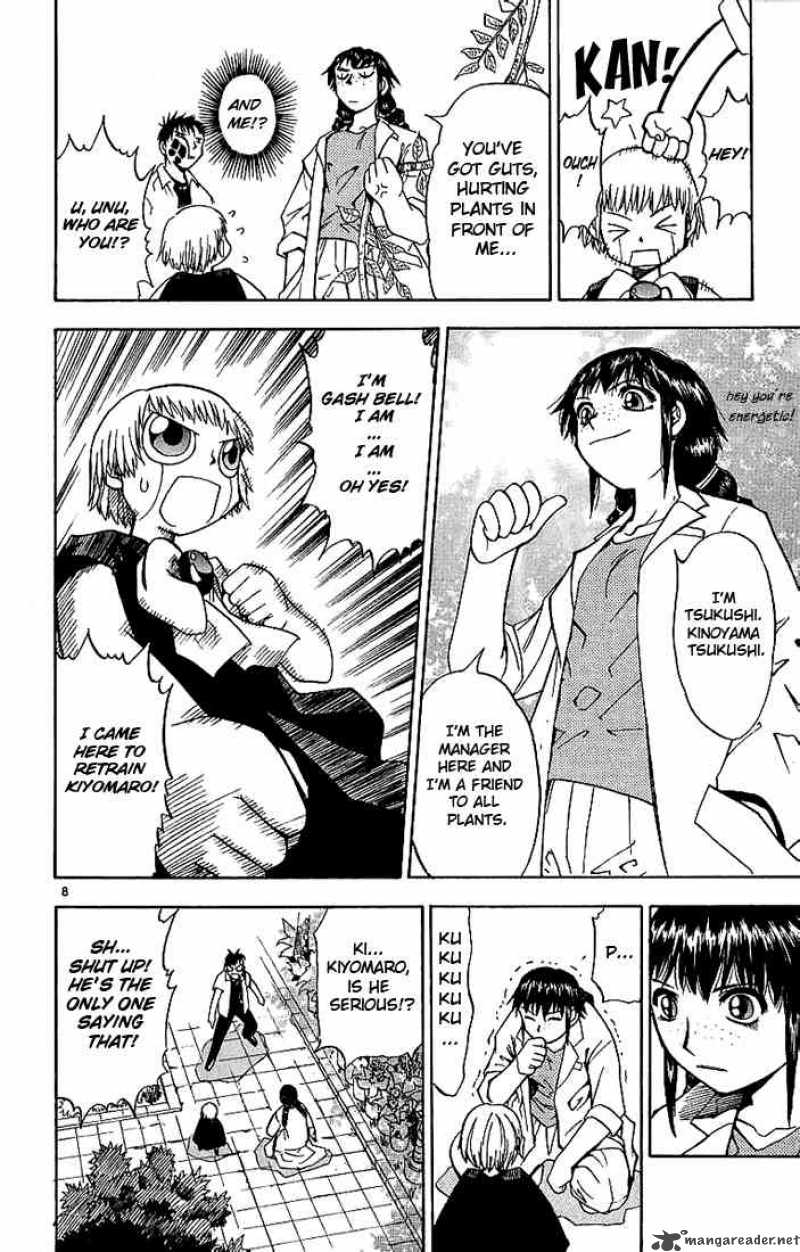 KAN!
HEY!
OUCH
!
YOU'VE
GOT GUTS,
HURTING
PLANTS IN
FRONT OF
ME...
AND
ME!?
U, UNU,
WHO ARE
YOU!?
hey you're
energetic!
I'M
TSUKUSHI.
KINOYAMA
TSUKUSHI.
I'M THE
MANAGER
HERE AND
I'M A FRIEND
TO ALL
PLANTS.
I'M
GASH BELL!
I AM
...
I AM
...
OH YES!
I CAME
HERE TO
RETRAIN
KIYOMARO!
8
P...
KU
KU
KU
KU
KU
...
KI...
KIYOMARO,
IS HE
SERIOUS!?
SH...
SHUT UP!
HE'S THE
ONLY ONE
SAYING
THAT!
mangareader.net